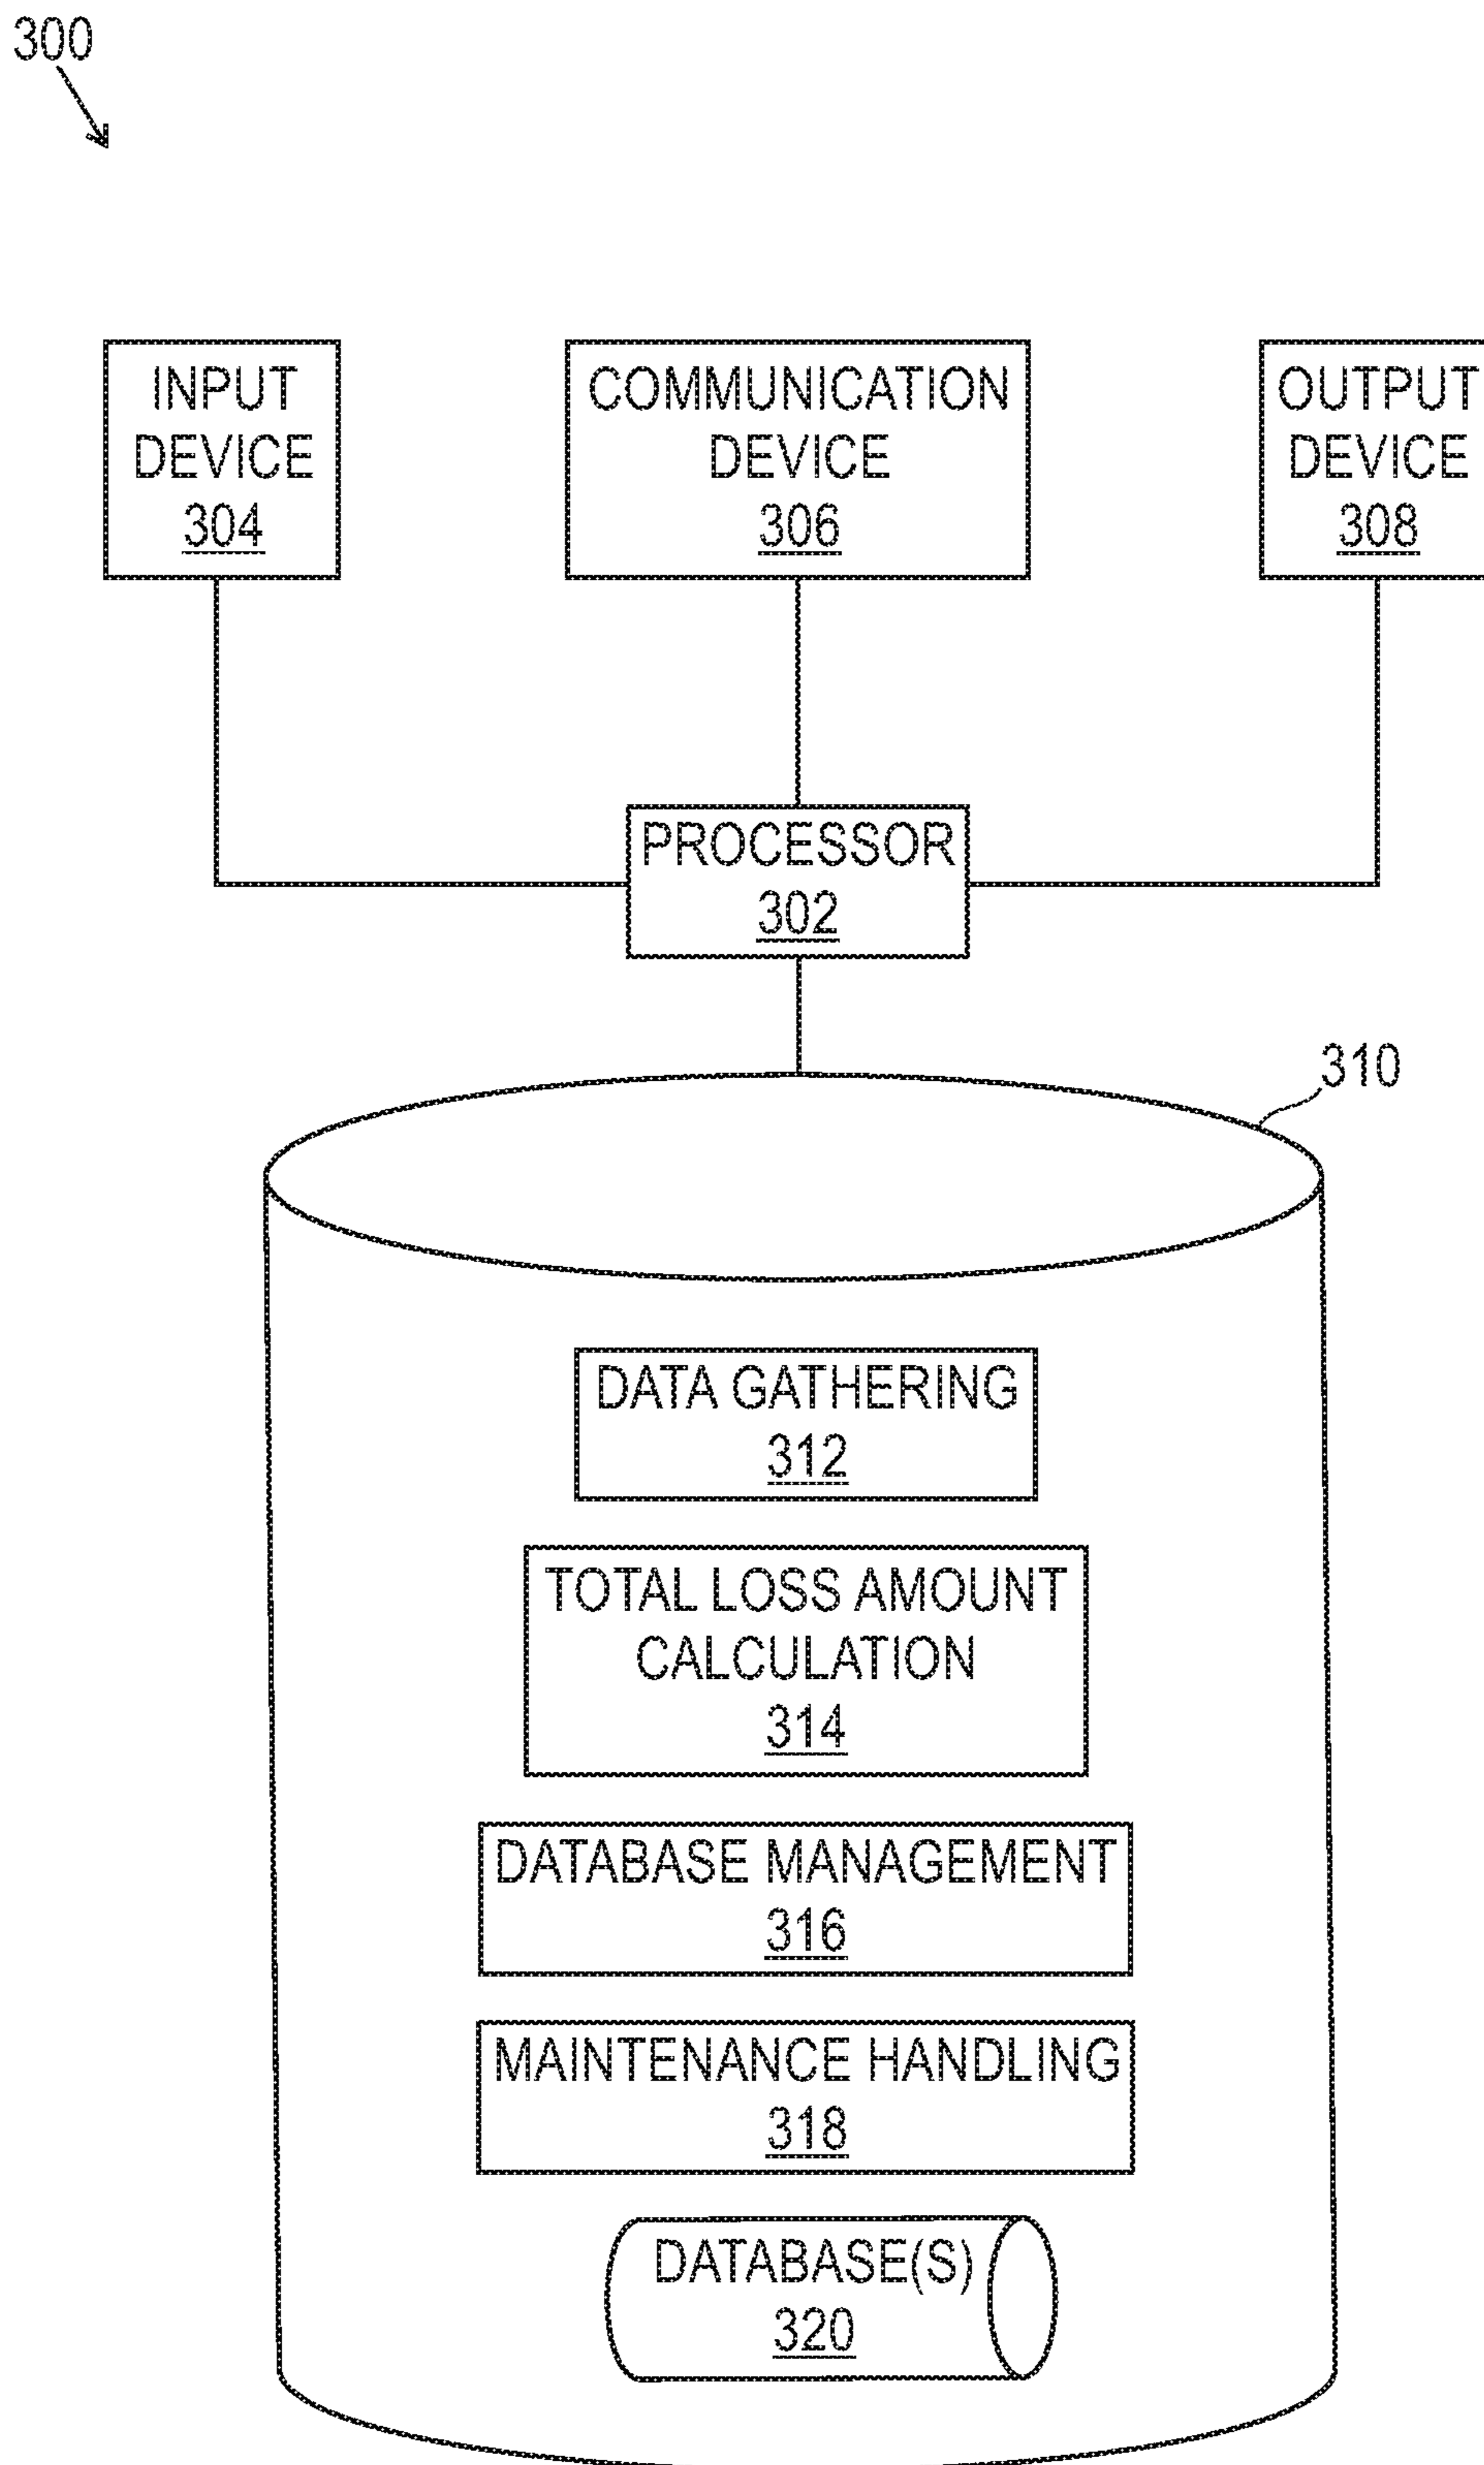 300
INPUT
DEVICE
304
COMMUNICATION
DEVICE
306
OUTPUT
DEVICE
308
PROCESSOR
302
310
DATA GATHERING
312
TOTAL LOSS AMOUNT
CALCULATION
314
DATABASE MANAGEMENT
316
MAINTENANCE HANDLING
318
DATABASE(S)
320